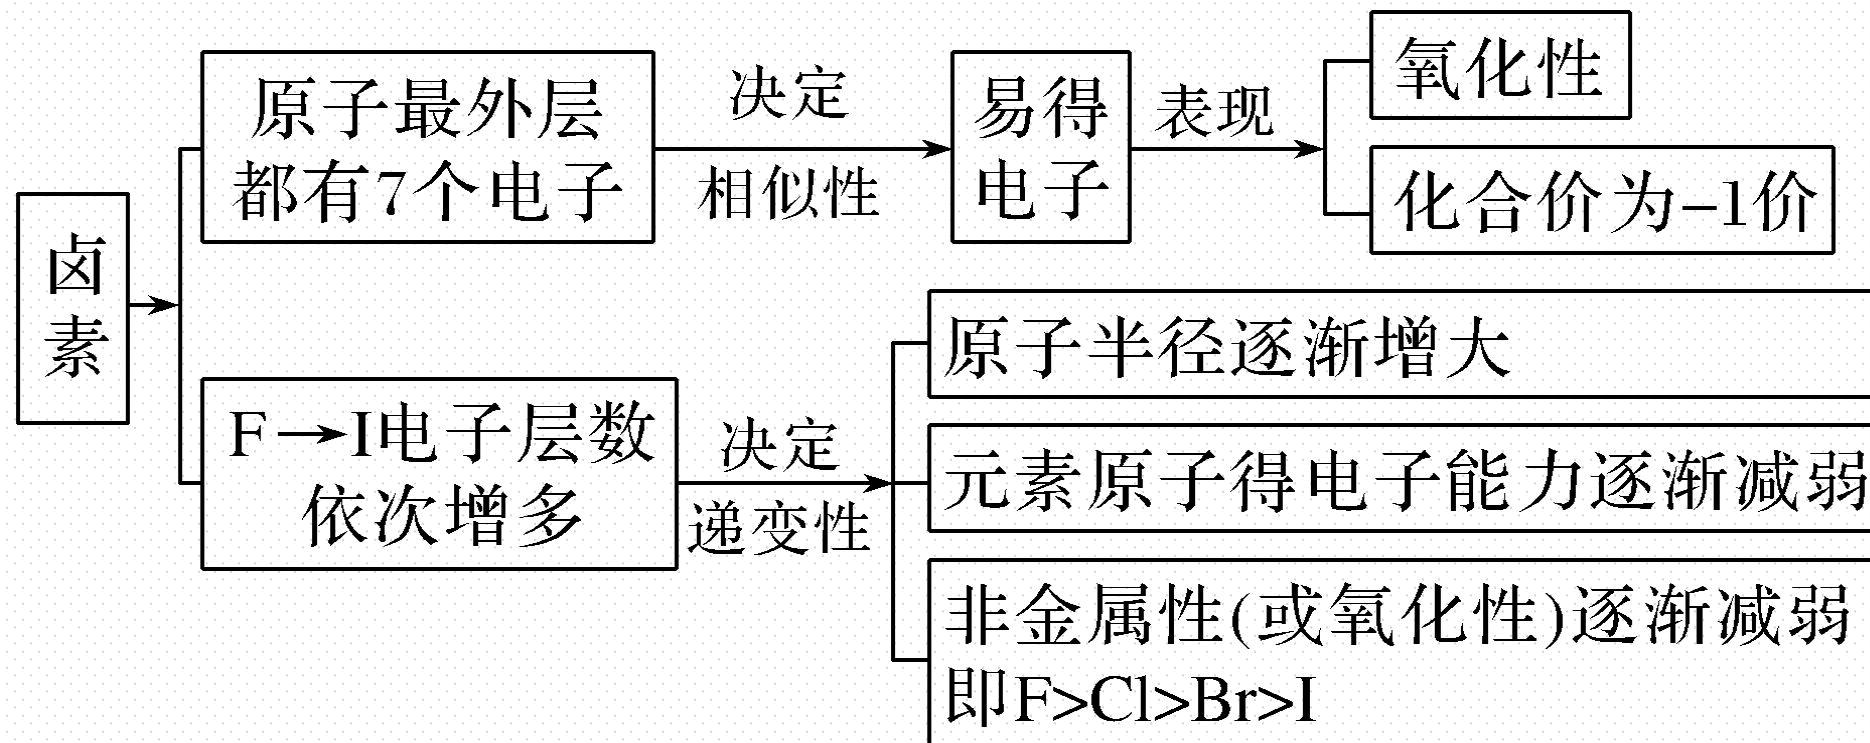 卤
素
原子最外层
都有7个电子
决定
相似性
易得
电子
表现
氧化性
化合价为-1价
F→I电子层数
依次增多
决定
递变性
原子半径逐渐增大
元素原子得电子能力逐渐减弱
非金属性(或氧化性)逐渐减弱
即F>Cl>Br>I